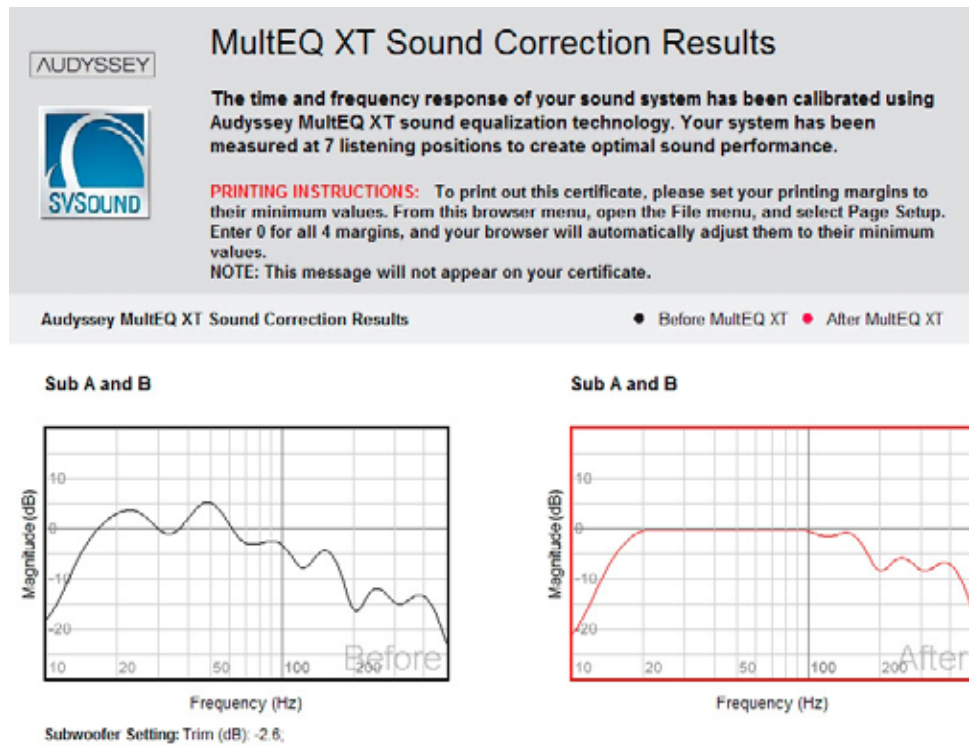 MultEQ XT Sound Correction Results
AUDYSSEY
The time and frequency response of your sound system has been calibrated using
Audyssey MultEQ XT sound equalization technology. Your system has been
measured at 7 listening positions to create optimal sound performance.
SVSOUND
PRINTING INSTRUCTIONS: To print out this certificate, please set your printing margins to
their minimum values. From this browser menu, open the File menu, and select Page Setup.
Enter 0 for all 4 margins, and your browser will automatically adjust them to their minimum
values.
NOTE: This message will not appear on your certificate.
Audyssey MultEQ XT Sound Correction Results
Before MultEQ XT
After MultEQ XT
Sub A and B
Magnitude (dB)
10
0
-10
-20
10 20 50 100 200
Before
Frequency (Hz)
Subwoofer Setting: Trim (dB): -2.6;
Sub A and B
Magnitude (dB)
10
0
-10
-20
10 20 50 100 200
After
Frequency (Hz)